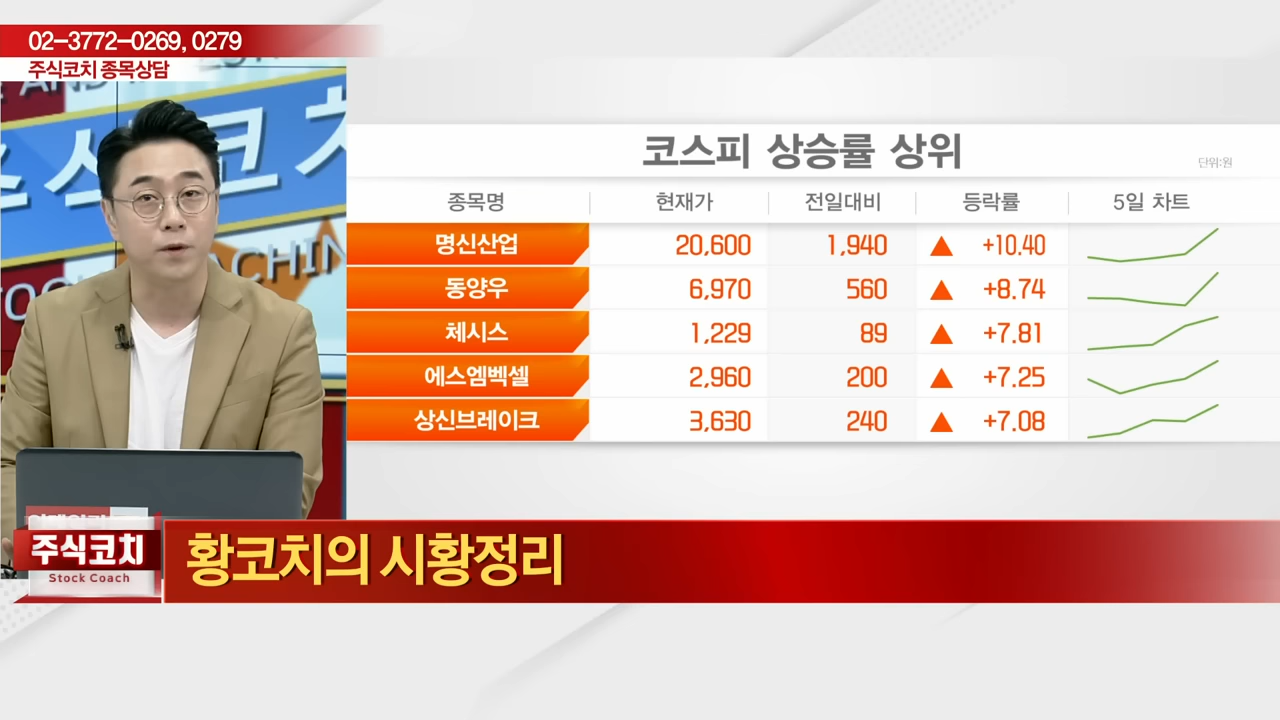 02-3772-0269, 0279
주식코치 종목상담
주식코치
코스피 상승률 상위
단위:원
종목명 현재가 전일대비 등락률 5일 차트
명신산업 20,600 1,940 ▲ +10.40
동양우 6,970 560 ▲ +8.74
체시스 1,229 89 ▲ +7.81
에스엠벡셀 2,960 200 ▲ +7.25
상신브레이크 3,630 240 ▲ +7.08
주식코치
Stock Coach
황코치의 시황정리